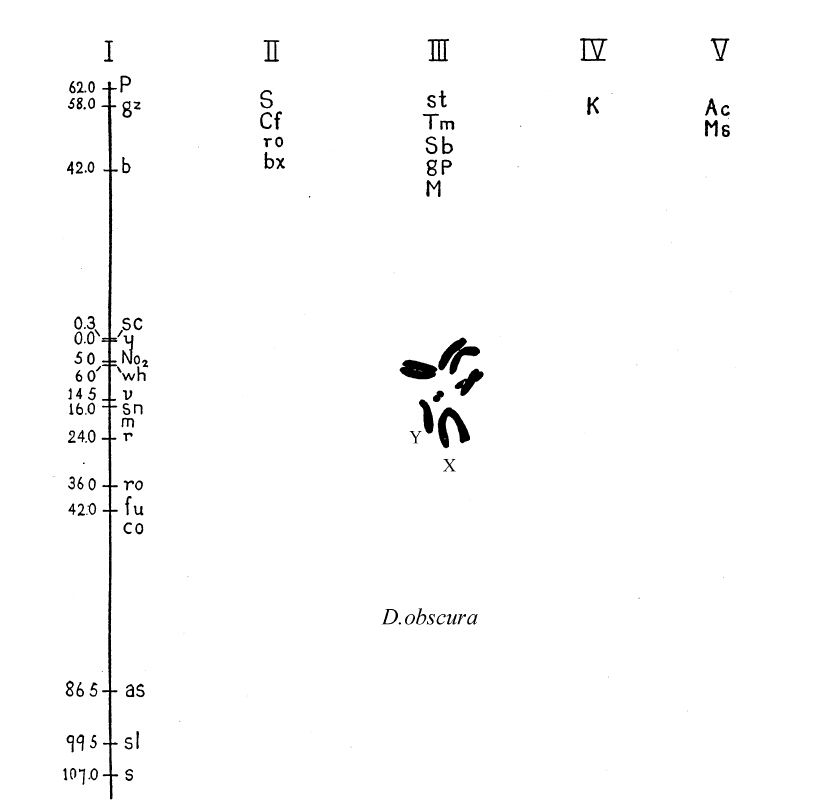 I II III IV V
62.0 P
58.0 gz
42.0 b
0.3 sc
0.0 y
5 0 No2
6 0 wh
14 5 v
16.0 sn
m
24.0 r
36 0 ro
42.0 fu
co
86 5 as
99 5 sl
107.0 s
S
Cf
ro
bx
st
Tm
Sb
gp
M
K
Ac
Ms
Y
X
D.obscura